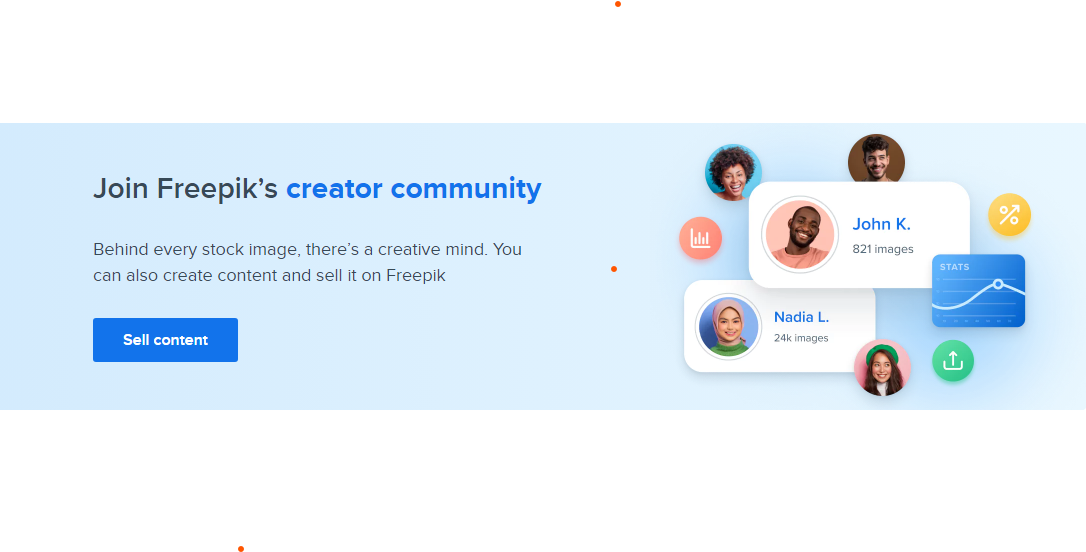 Join Freepik’s creator community
Behind every stock image, there’s a creative mind. You
can also create content and sell it on Freepik
Sell content
John K.
821 images
STATS
Nadia L.
24k images